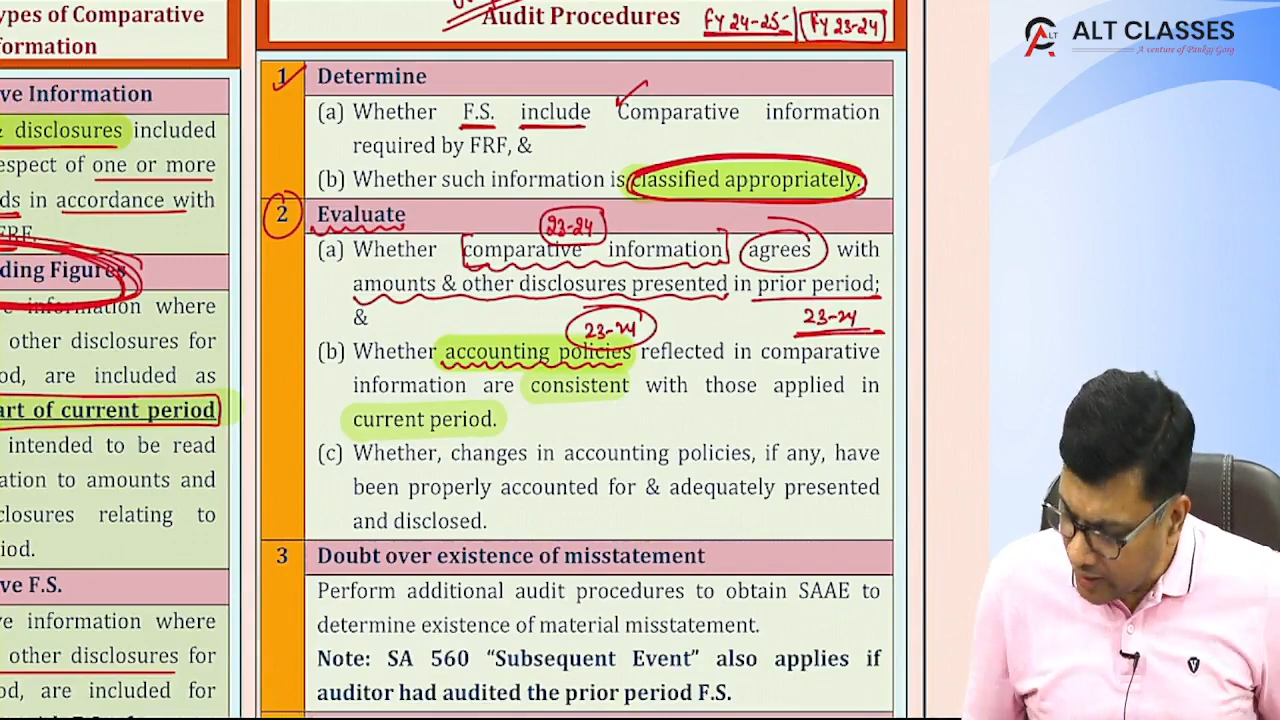 ypes of Comparative
formation
ve Information
& disclosures included
espect of one or more
ds in accordance with
FRF.
ding Figures
e information where
other disclosures for
od, are included as
art of current period
intended to be read
ation to amounts and
closures relating to
iod.
ve F.S.
ve information where
other disclosures for
od, are included for
Audit Procedures
FY 24-25
FY 23-24
1 Determine
(a) Whether F.S. include Comparative information
required by FRF, &
(b) Whether such information is classified appropriately.
2 Evaluate
23-24
(a) Whether comparative information agrees with
amounts & other disclosures presented in prior period;
&
23-24
23-24
(b) Whether accounting policies reflected in comparative
information are consistent with those applied in
current period.
(c) Whether, changes in accounting policies, if any, have
been properly accounted for & adequately presented
and disclosed.
3 Doubt over existence of misstatement
Perform additional audit procedures to obtain SAAE to
determine existence of material misstatement.
Note: SA 560 “Subsequent Event” also applies if
auditor had audited the prior period F.S.
ALT
ALT CLASSES
A venture of Pankaj Garg